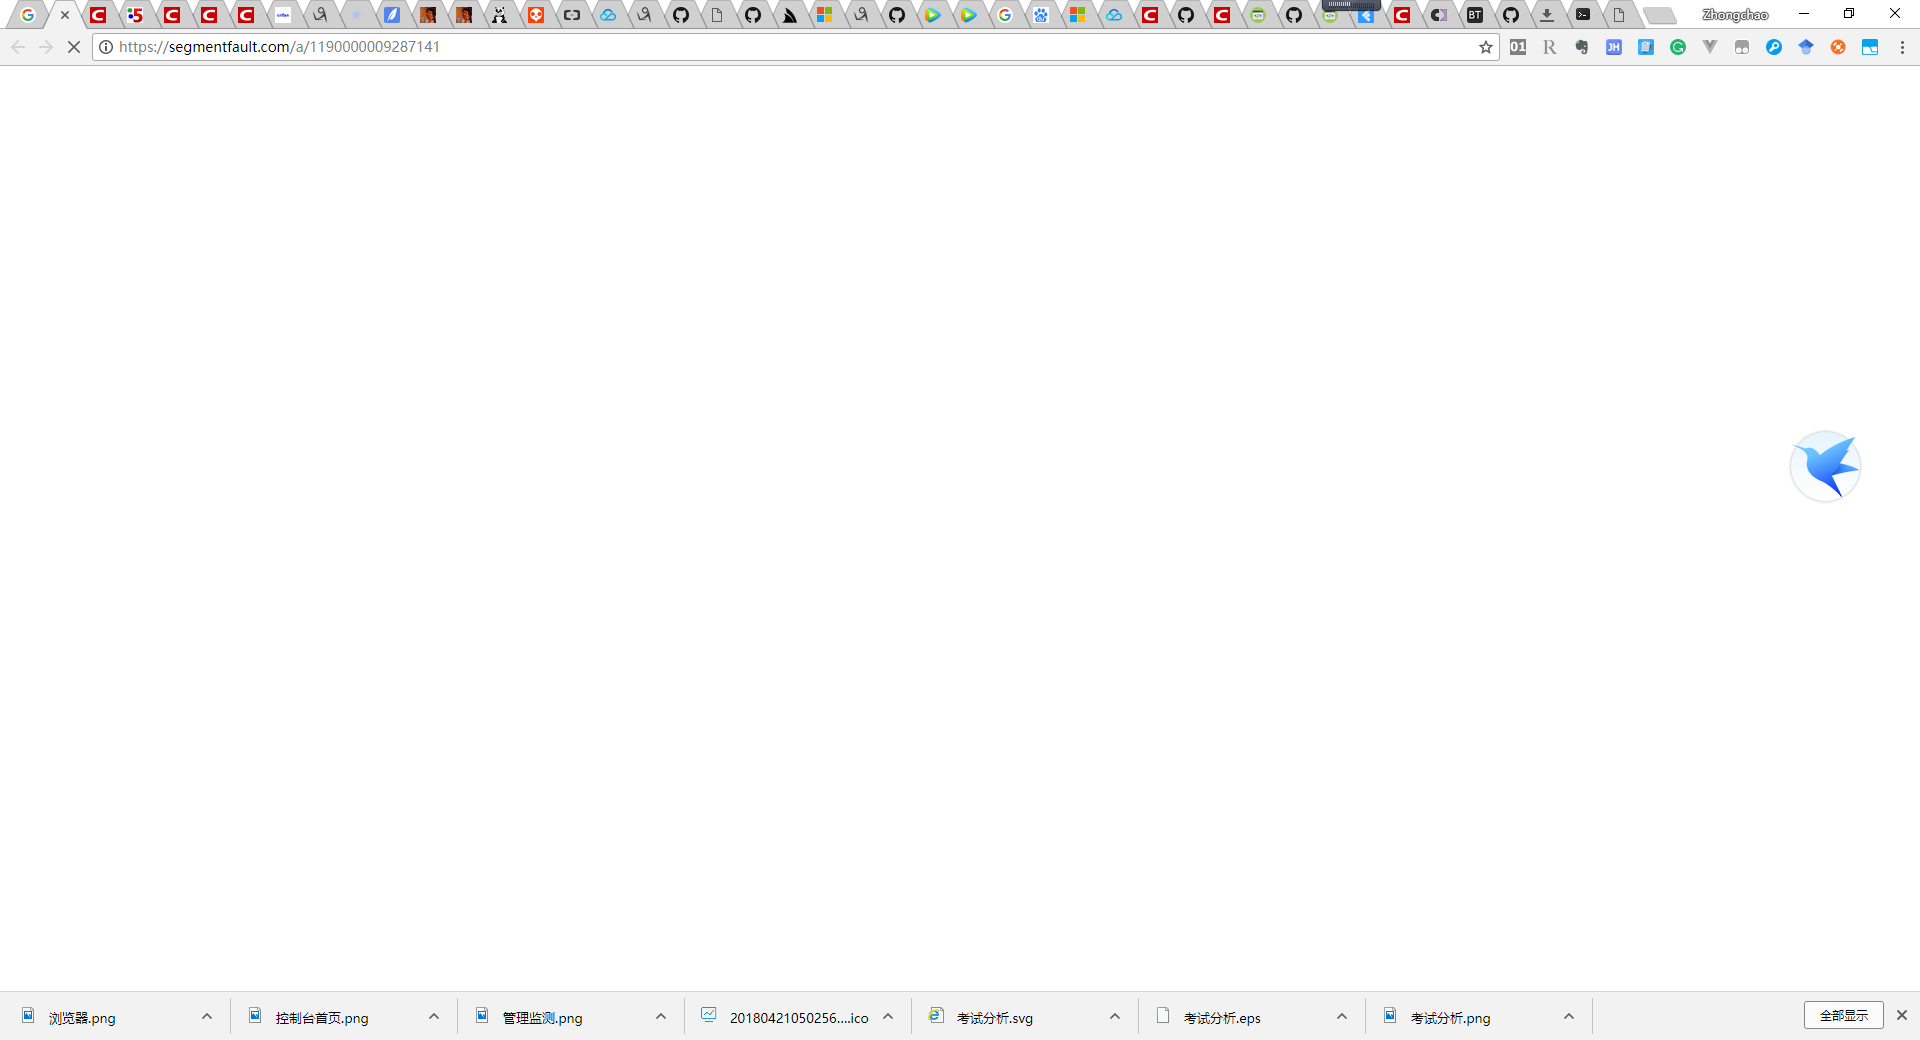 Zhongchao
https://segmentfault.com/a/1190000009287141
01 R JH
浏览器.png
控制台首页.png
管理监测.png
20180421050256....ico
考试分析.svg
考试分析.eps
考试分析.png
全部显示